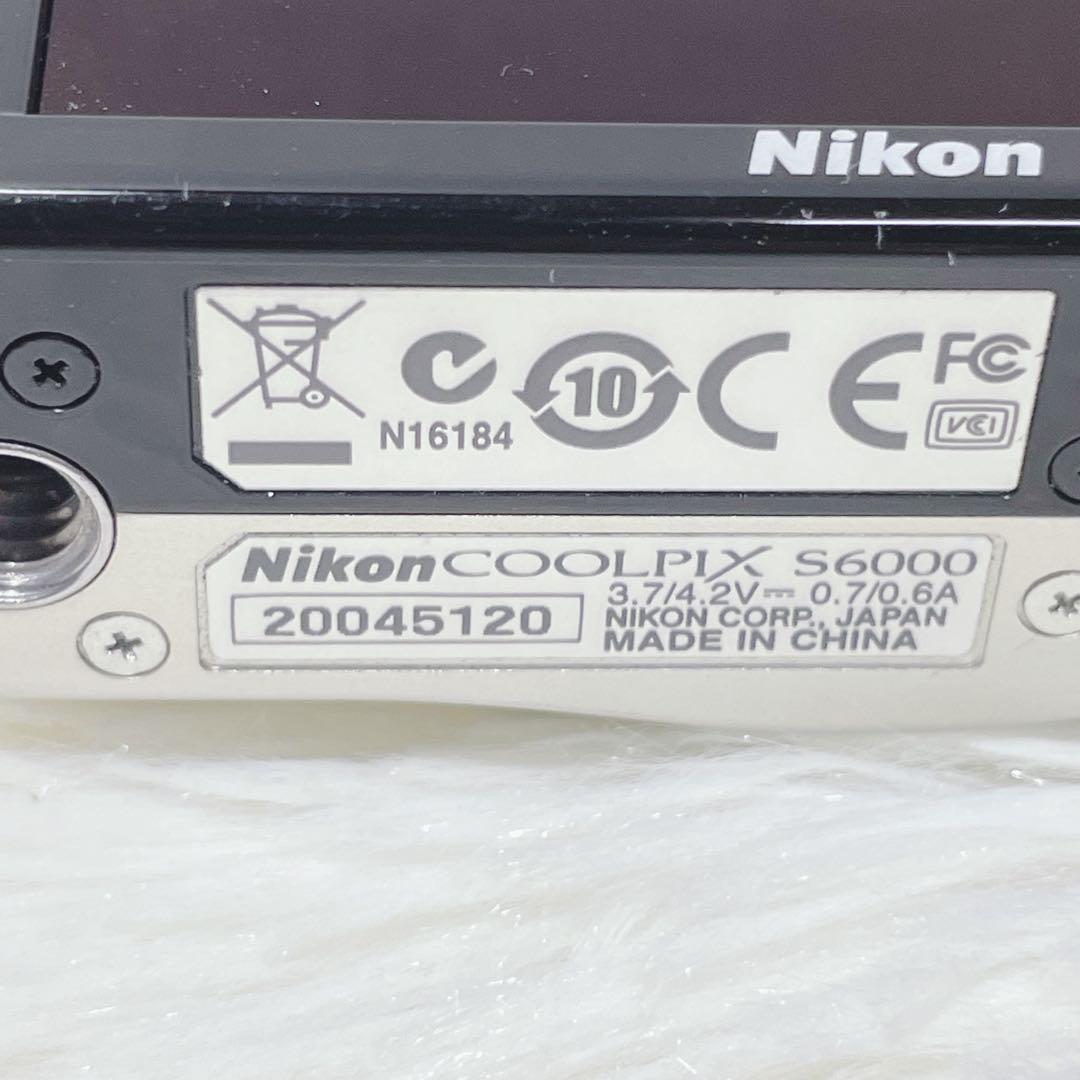 Nikon
N16184
10
CE
FC
VCI
Nikon COOLPIX S6000
3.7/4.2V⎓ 0.7/0.6A
20045120
NIKON CORP., JAPAN
MADE IN CHINA